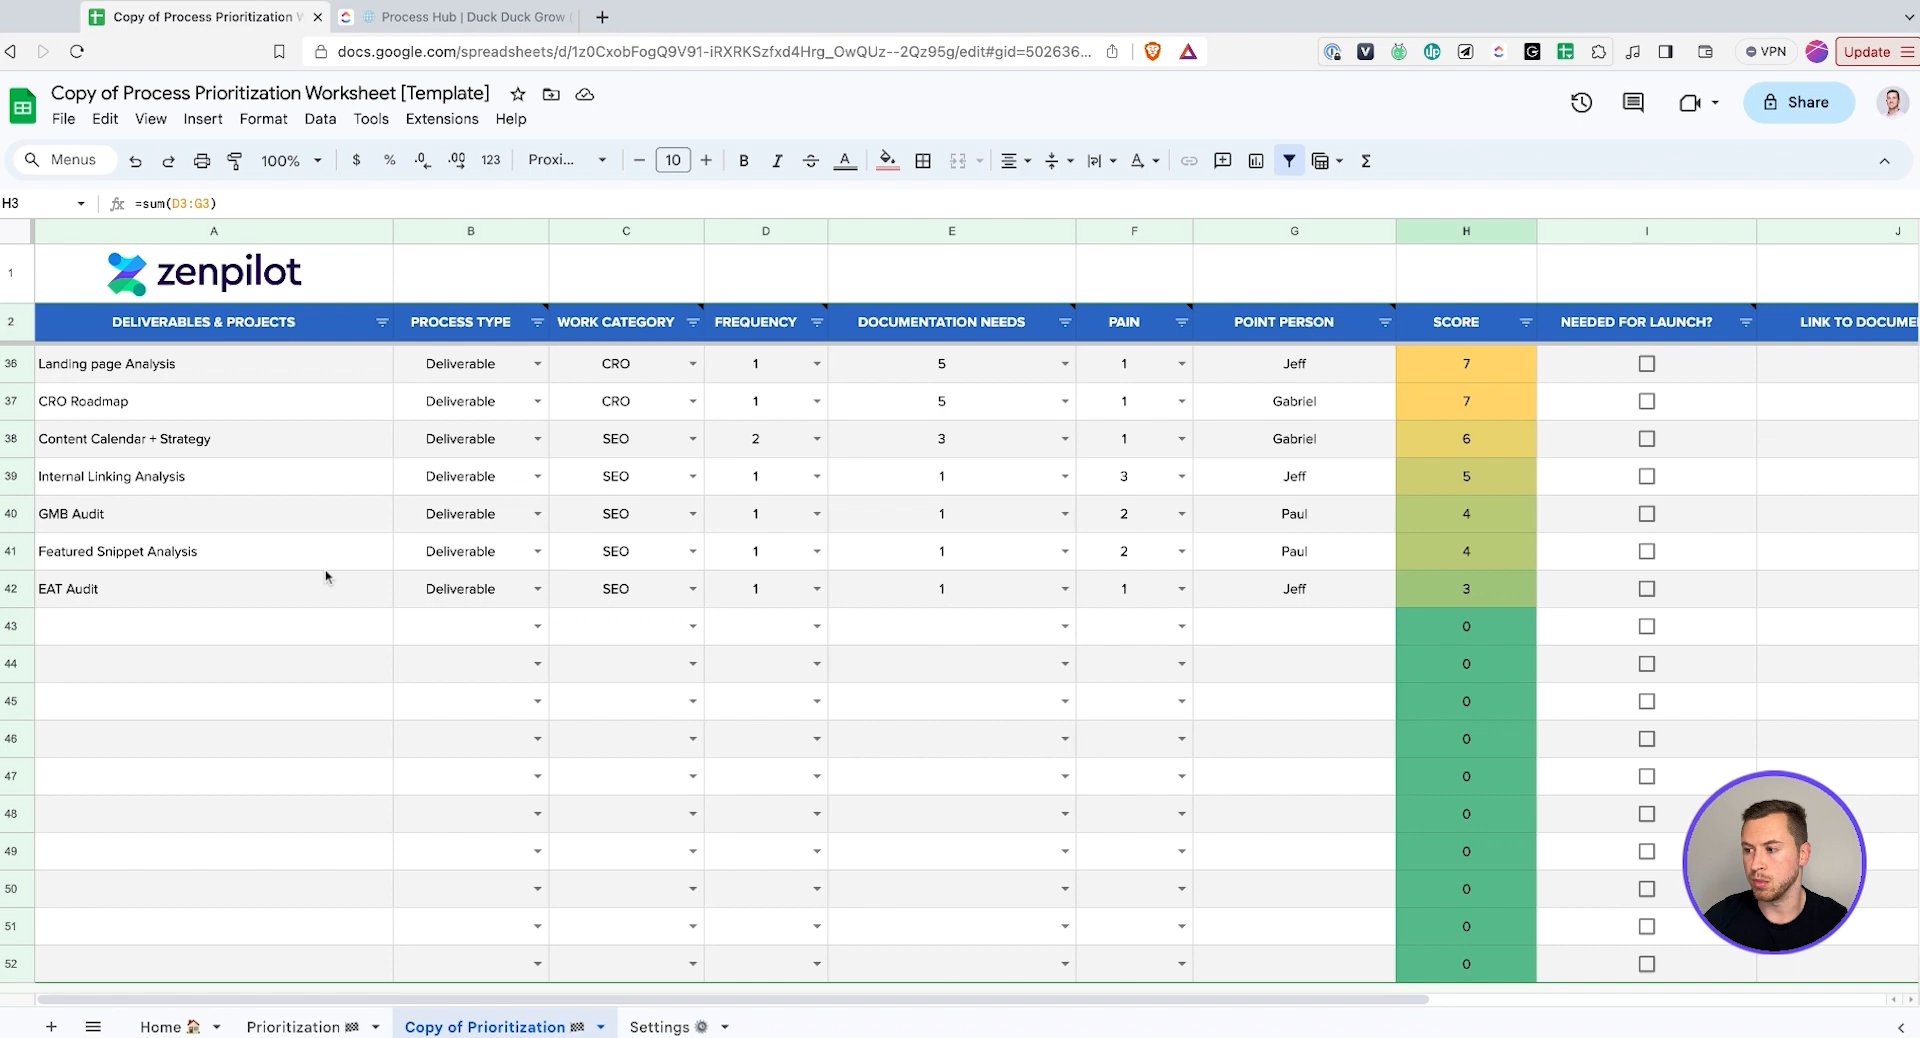 Copy of Process Prioritization W
Process Hub | Duck Duck Grow (
docs.google.com/spreadsheets/d/1z0CxobFogQ9V91-iRXRKSzfxd4Hrg_OwQUz--2Qz95g/edit#gid=502636...
VPN
Update
Copy of Process Prioritization Worksheet [Template]
File Edit View Insert Format Data Tools Extensions Help
Share
Menus 100% $ % .0 .00 123 Proxi... 10 B I A Σ
H3 fx =sum(D3:G3)
A B C D E F G H I J
1 zenpilot
2 DELIVERABLES & PROJECTS PROCESS TYPE WORK CATEGORY FREQUENCY DOCUMENTATION NEEDS PAIN POINT PERSON SCORE NEEDED FOR LAUNCH? LINK TO DOCUME
36 Landing page Analysis Deliverable CRO 1 5 1 Jeff 7
37 CRO Roadmap Deliverable CRO 1 5 1 Gabriel 7
38 Content Calendar + Strategy Deliverable SEO 2 3 1 Gabriel 6
39 Internal Linking Analysis Deliverable SEO 1 1 3 Jeff 5
40 GMB Audit Deliverable SEO 1 1 2 Paul 4
41 Featured Snippet Analysis Deliverable SEO 1 1 2 Paul 4
42 EAT Audit Deliverable SEO 1 1 1 Jeff 3
43 0
44 0
45 0
46 0
47 0
48 0
49 0
50 0
51 0
52 0
Home Prioritization Copy of Prioritization Settings